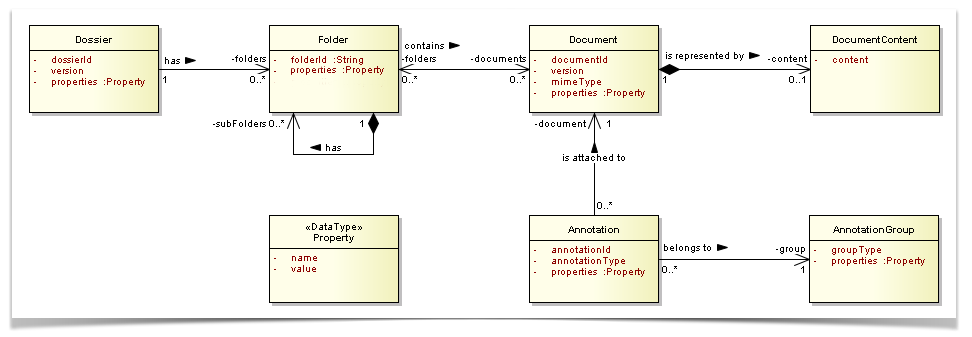 Dossier
- dossierId
- version
- properties :Property
has
1
-folders
0..*
Folder
- folderId :String
- properties :Property
contains
-folders
0..*
-documents
0..*
Document
- documentId
- version
- mimeType
- properties :Property
is represented by
1
-content
0..1
DocumentContent
- content
-subFolders 0..*
1
has
-document
1
is attached to
0..*
«DataType»
Property
- name
- value
Annotation
- annotationId
- annotationType
- properties :Property
belongs to
0..*
-group
1
AnnotationGroup
- groupType
- properties :Property